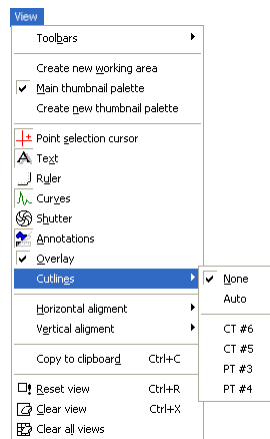 View
Toolbars
Create new working area
Main thumbnail palette
Create new thumbnail palette
Point selection cursor
Text
Ruler
Curves
Shutter
Annotations
Overlay
Cutlines
None
Auto
CT #6
CT #5
PT #3
PT #4
Horizontal aligment
Vertical aligment
Copy to clipboard Ctrl+C
Reset view Ctrl+R
Clear view Ctrl+X
Clear all views